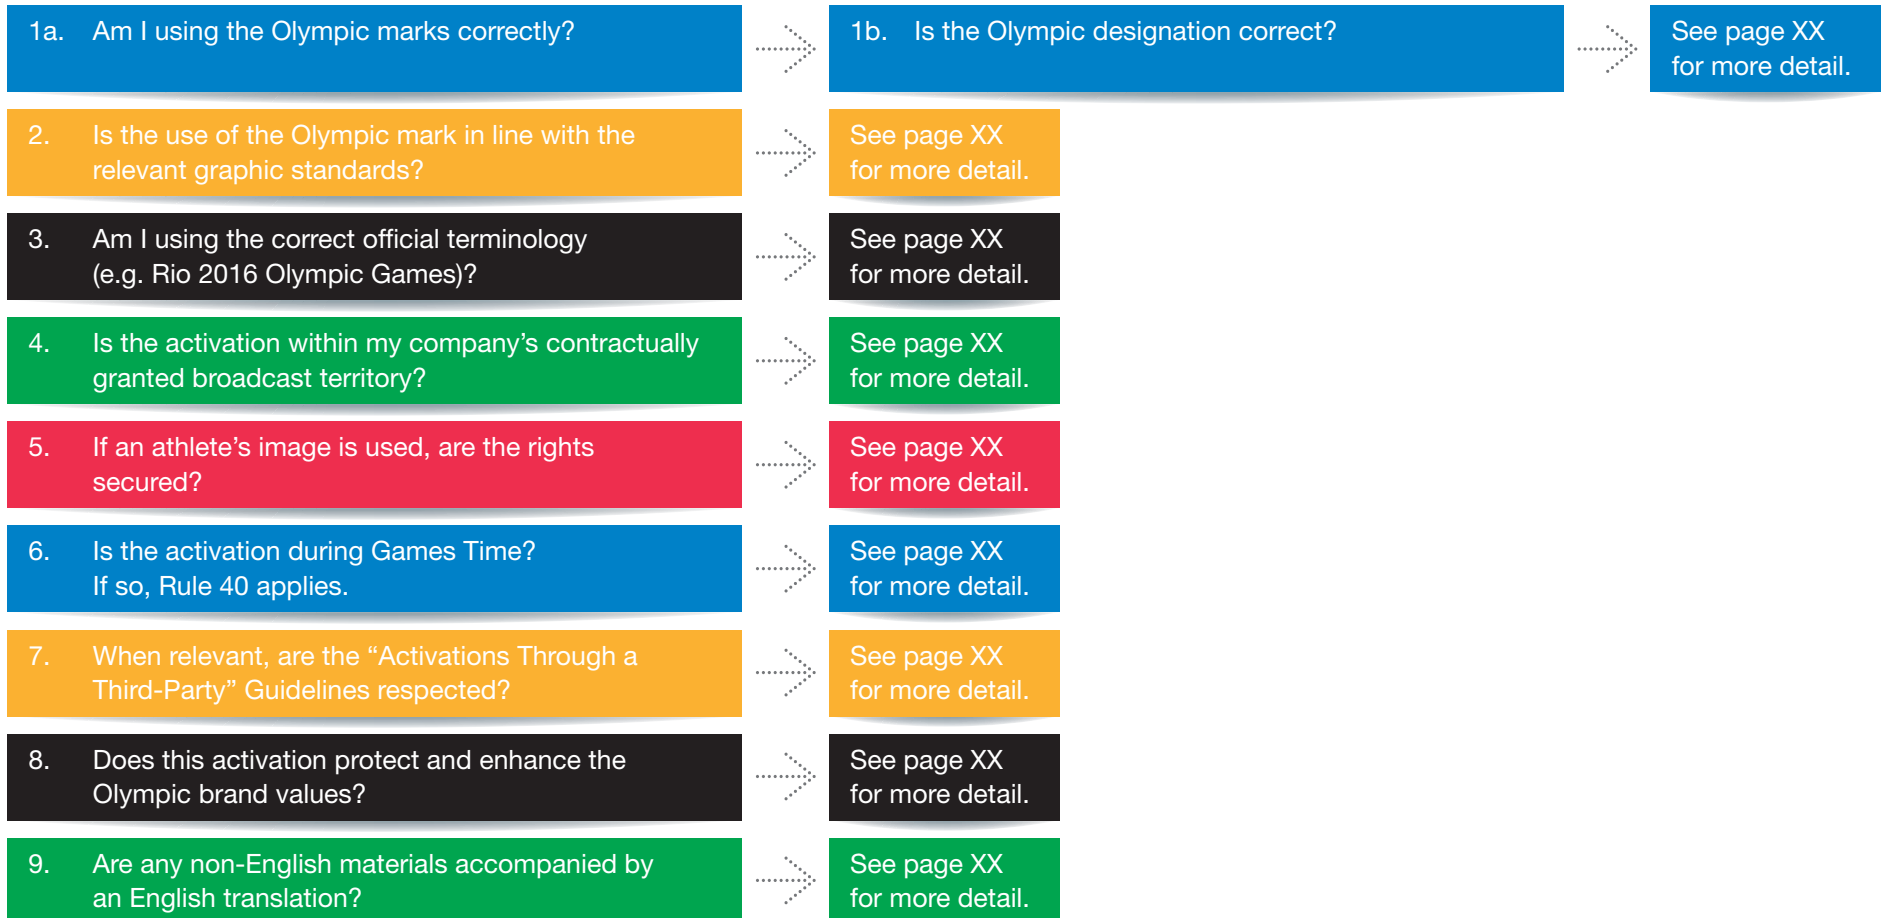 1a. Am I using the Olympic marks correctly?
1b. Is the Olympic designation correct?
See page XX
for more detail.
2. Is the use of the Olympic mark in line with the
relevant graphic standards?
See page XX
for more detail.
3. Am I using the correct official terminology
(e.g. Rio 2016 Olympic Games)?
See page XX
for more detail.
4. Is the activation within my company’s contractually
granted broadcast territory?
See page XX
for more detail.
5. If an athlete’s image is used, are the rights
secured?
See page XX
for more detail.
6. Is the activation during Games Time?
If so, Rule 40 applies.
See page XX
for more detail.
7. When relevant, are the “Activations Through a
Third-Party” Guidelines respected?
See page XX
for more detail.
8. Does this activation protect and enhance the
Olympic brand values?
See page XX
for more detail.
9. Are any non-English materials accompanied by
an English translation?
See page XX
for more detail.